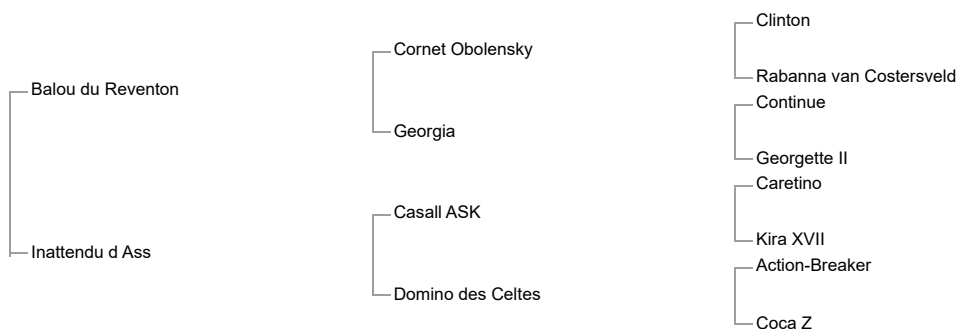 Clinton
Cornet Obolensky
Rabanna van Costersveld
Balou du Reventon
Continue
Georgia
Georgette II
Caretino
Casall ASK
Kira XVII
Inattendu d Ass
Action-Breaker
Domino des Celtes
Coca Z